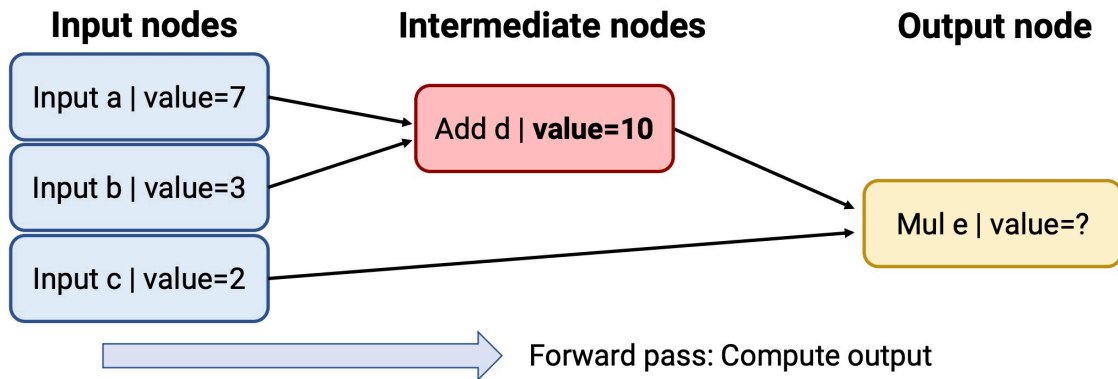 Input nodes
Intermediate nodes
Output node
Input a | value=7
Add d | value=10
Input b | value=3
Mul e | value=?
Input c | value=2
Forward pass: Compute output